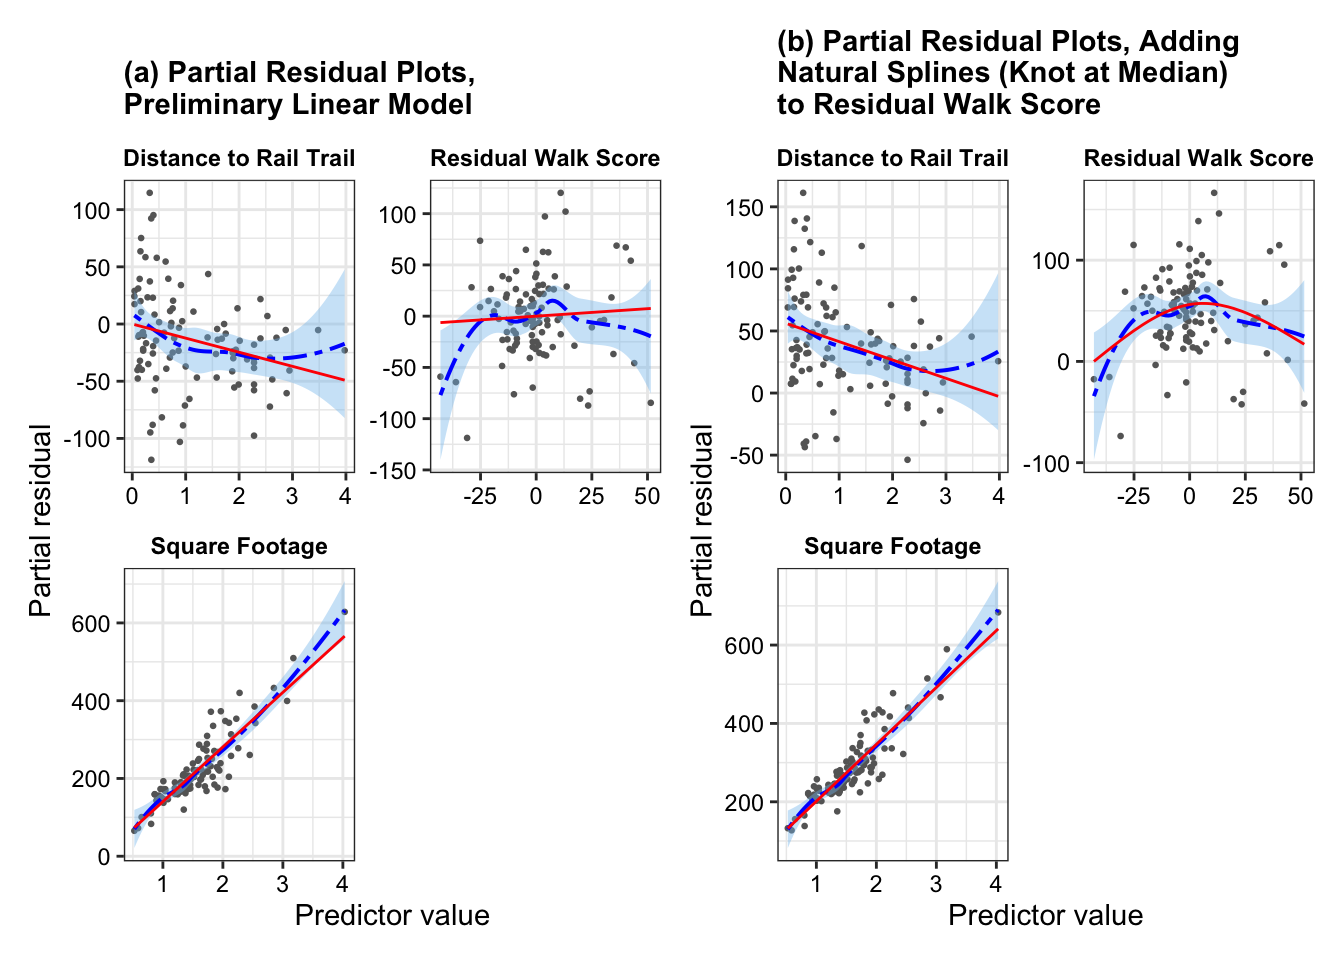 (a) Partial Residual Plots,
Preliminary Linear Model
Distance to Rail Trail
Residual Walk Score
100
50
0
-50
-100
0 1 2 3 4
100
50
0
-50
-100
-150
-25 0 25 50
Square Footage
600
400
200
0
1 2 3 4
Partial residual
Predictor value
(b) Partial Residual Plots, Adding
Natural Splines (Knot at Median)
to Residual Walk Score
Distance to Rail Trail
Residual Walk Score
150
100
50
0
-50
0 1 2 3 4
100
0
-100
-25 0 25 50
Square Footage
600
400
200
1 2 3 4
Partial residual
Predictor value